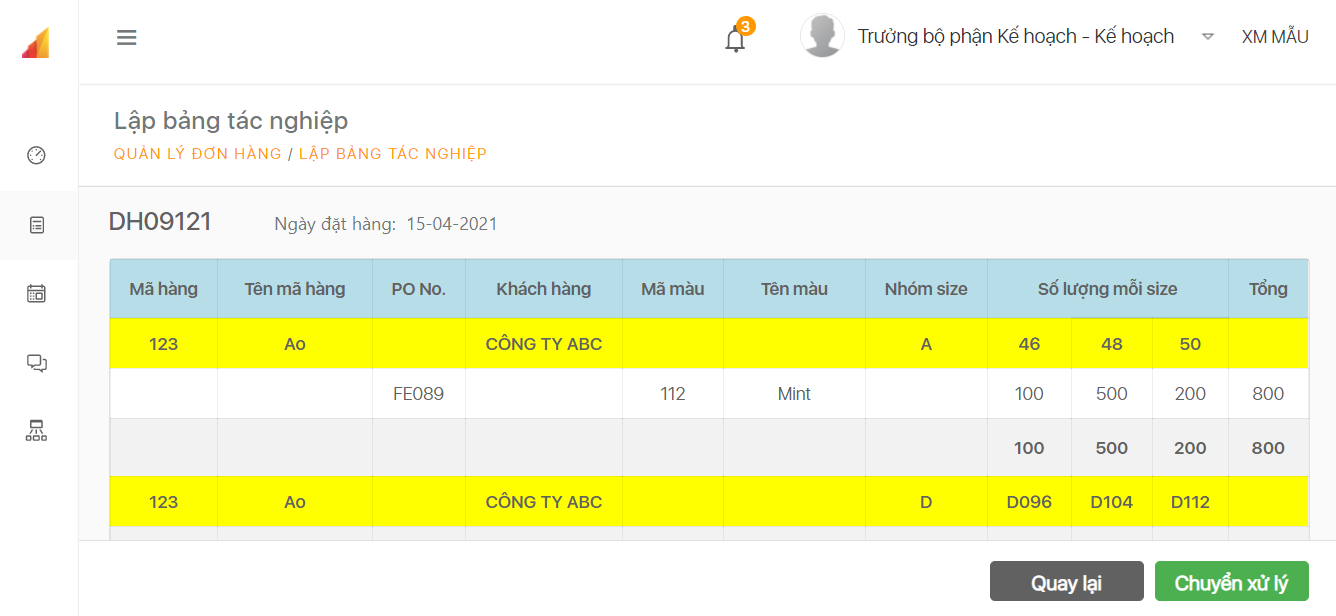 3
Trưởng bộ phận Kế hoạch - Kế hoạch
XM MẪU
Lập bảng tác nghiệp
QUẢN LÝ ĐƠN HÀNG / LẬP BẢNG TÁC NGHIỆP
DH09121 Ngày đặt hàng: 15-04-2021
Mã hàng Tên mã hàng PO No. Khách hàng Mã màu Tên màu Nhóm size Số lượng mỗi size Tổng
123 Ao CÔNG TY ABC A 46 48 50
FE089 112 Mint 100 500 200 800
100 500 200 800
123 Ao CÔNG TY ABC D D096 D104 D112
Quay lại Chuyển xử lý